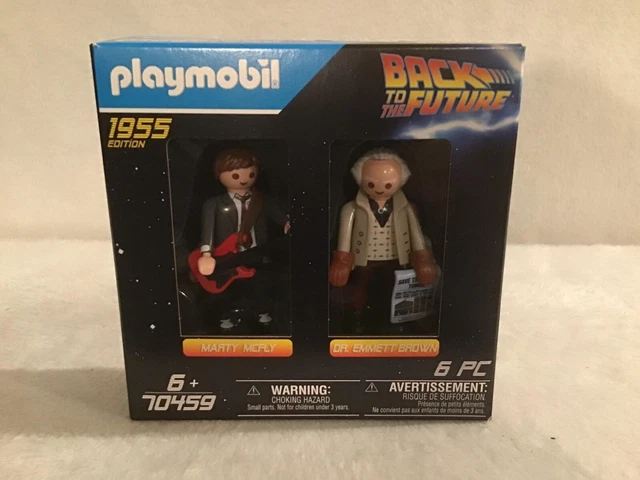 playmobil
BACK
TO THE
FUTURE
1955
EDITION
SAVE
MARTY MCFLY
DR. EMMETT BROWN
6 PC
6+
70459
WARNING:
CHOKING HAZARD
Small parts. Not for children under 3 years.
AVERTISSEMENT:
RISQUE DE SUFFOCATION.
Présence de petits éléments.
Ne convient pas aux enfants de moins de 3 ans.